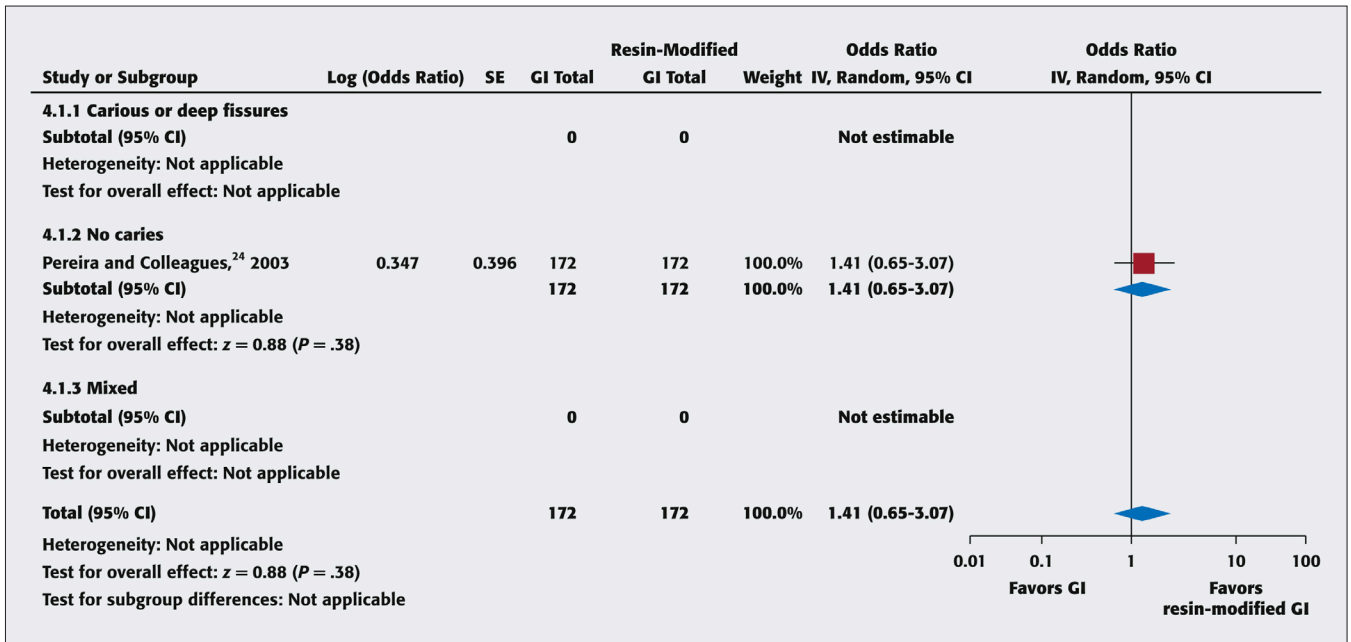 Resin-Modified Odds Ratio Odds Ratio
Study or Subgroup Log (Odds Ratio) SE GI Total GI Total Weight IV, Random, 95% CI IV, Random, 95% CI
4.1.1 Carious or deep fissures
Subtotal (95% CI) 0 0 Not estimable
Heterogeneity: Not applicable
Test for overall effect: Not applicable
4.1.2 No caries
Pereira and Colleagues,24 2003 0.347 0.396 172 172 100.0% 1.41 (0.65-3.07)
Subtotal (95% CI) 172 172 100.0% 1.41 (0.65-3.07)
Heterogeneity: Not applicable
Test for overall effect: z = 0.88 (P = .38)
4.1.3 Mixed
Subtotal (95% CI) 0 0 Not estimable
Heterogeneity: Not applicable
Test for overall effect: Not applicable
Total (95% CI) 172 172 100.0% 1.41 (0.65-3.07)
Heterogeneity: Not applicable
Test for overall effect: z = 0.88 (P = .38)
Test for subgroup differences: Not applicable
0.01 0.1 1 10 100
Favors GI Favors
resin-modified GI